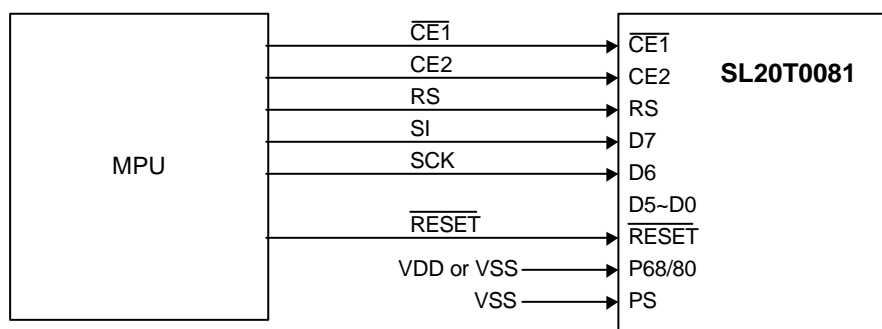 CE1 CE1
CE2 CE2 SL20T0081
RS RS
SI D7
MPU SCK D6
D5~D0
RESET RESET
VDD or VSS P68/80
VSS PS